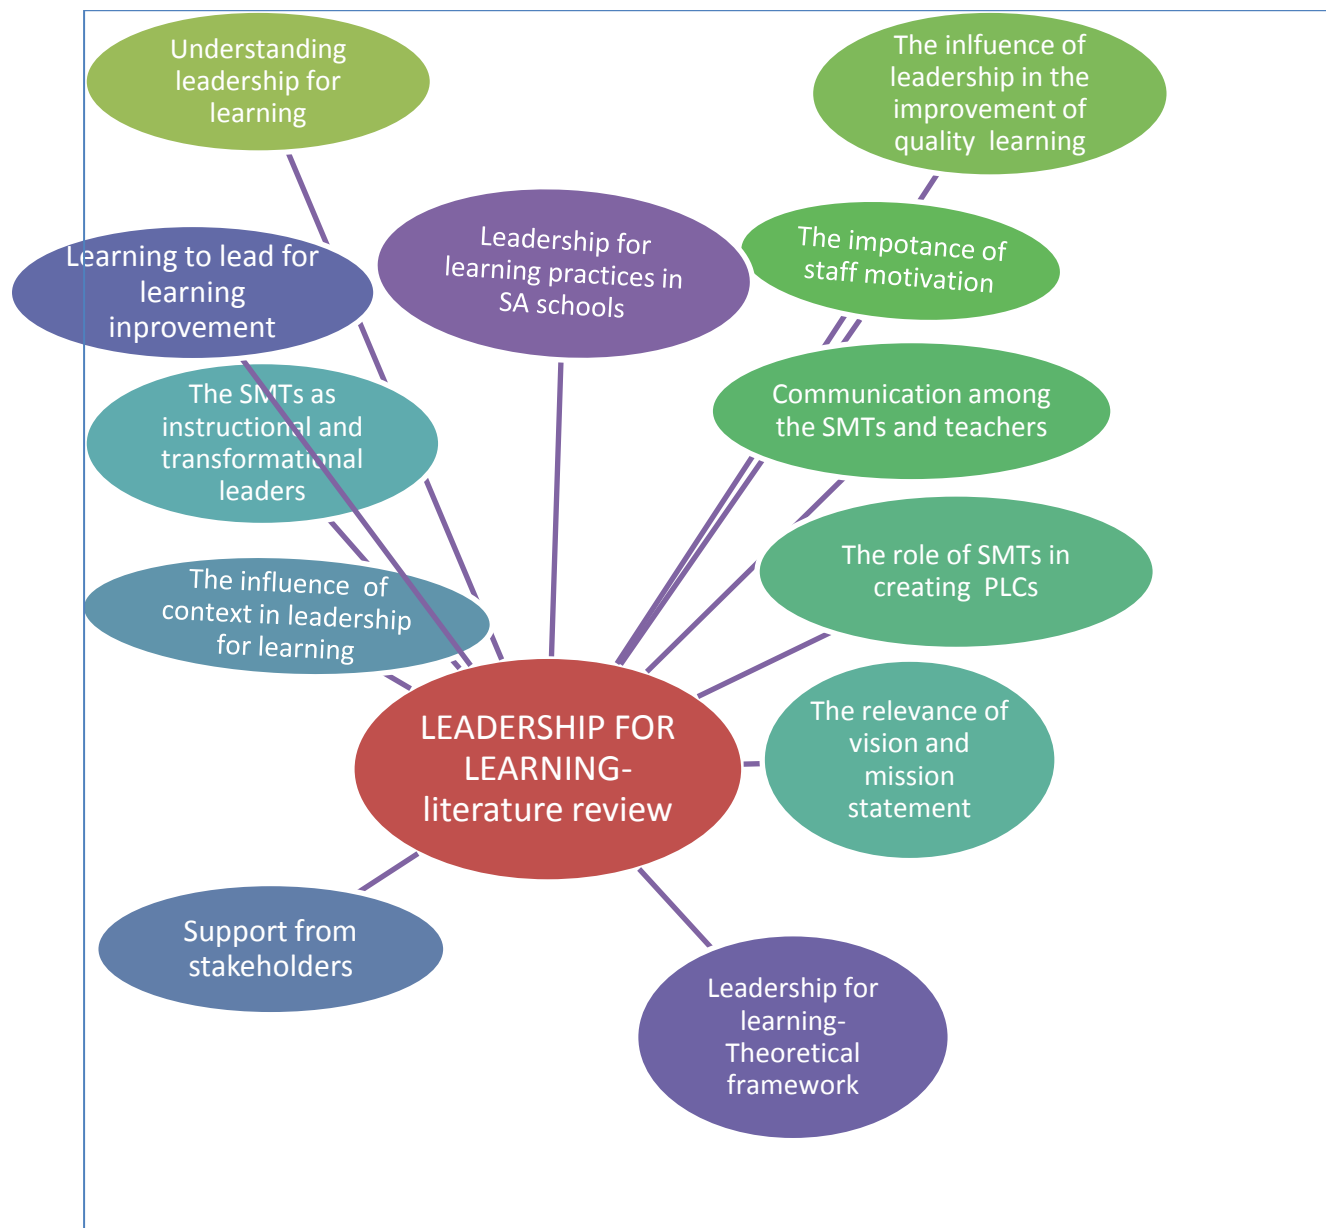 Understanding
leadership for
learning
The inlfuence of
leadership in the
improvement of
quality learning
Learning to lead for
learning
inprovement
Leadership for
learning practices in
SA schools
The impotance of
staff motivation
The SMTs as
instructional and
transformational
leaders
Communication among
the SMTs and teachers
The influence of
context in leadership
for learning
The role of SMTs in
creating PLCs
LEADERSHIP FOR
LEARNING-
literature review
The relevance of
vision and
mission
statement
Support from
stakeholders
Leadership for
learning-
Theoretical
framework